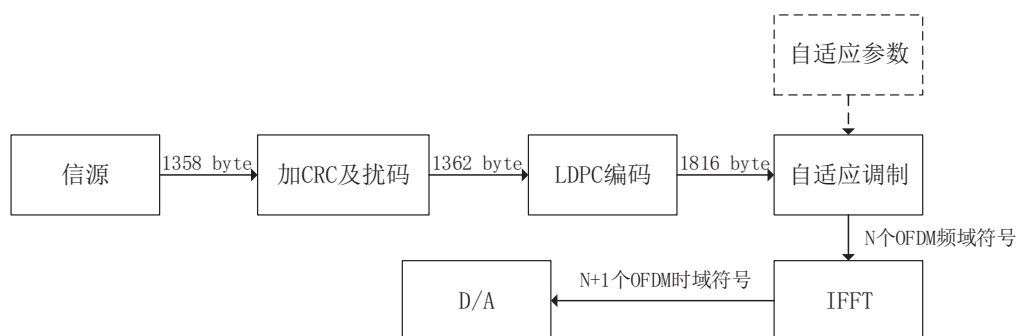 自适应参数
信源
1358 byte
加CRC及扰码
1362 byte
LDPC编码
1816 byte
自适应调制
N个OFDM频域符号
D/A
N+1个OFDM时域符号
IFFT